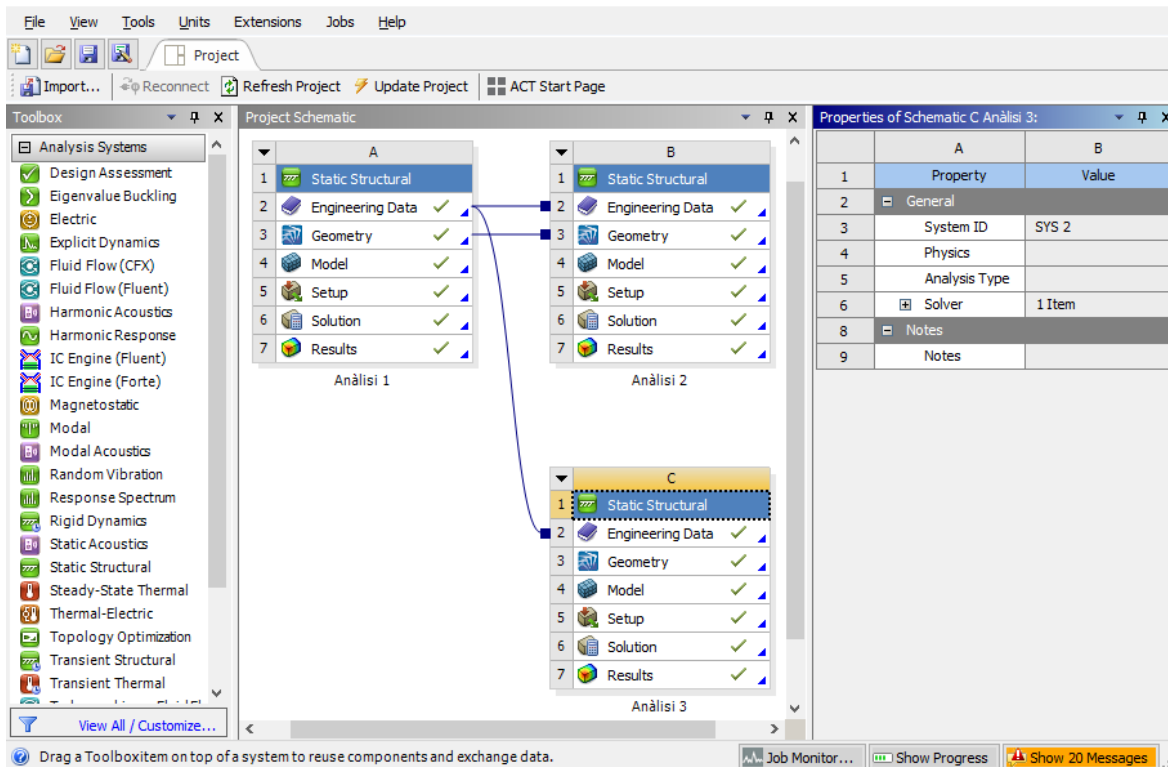 File View Tools Units Extensions Jobs Help
Project
Import... Reconnect Refresh Project Update Project ACT Start Page
Toolbox
Analysis Systems
Design Assessment
Eigenvalue Buckling
Electric
Explicit Dynamics
Fluid Flow (CFX)
Fluid Flow (Fluent)
Harmonic Acoustics
Harmonic Response
IC Engine (Fluent)
IC Engine (Forte)
Magnetostatic
Modal
Modal Acoustics
Random Vibration
Response Spectrum
Rigid Dynamics
Static Acoustics
Static Structural
Steady-State Thermal
Thermal-Electric
Topology Optimization
Transient Structural
Transient Thermal
View All / Customize...
Project Schematic
A
1 Static Structural
2 Engineering Data
3 Geometry
4 Model
5 Setup
6 Solution
7 Results
Anàlisi 1
B
1 Static Structural
2 Engineering Data
3 Geometry
4 Model
5 Setup
6 Solution
7 Results
Anàlisi 2
C
1 Static Structural
2 Engineering Data
3 Geometry
4 Model
5 Setup
6 Solution
7 Results
Anàlisi 3
Properties of Schematic C Anàlisi 3:
A B
1 Property Value
2 General
3 System ID SYS 2
4 Physics
5 Analysis Type
6 Solver 1 Item
8 Notes
9 Notes
Drag a Toolboxitem on top of a system to reuse components and exchange data.
Job Monitor... Show Progress Show 20 Messages